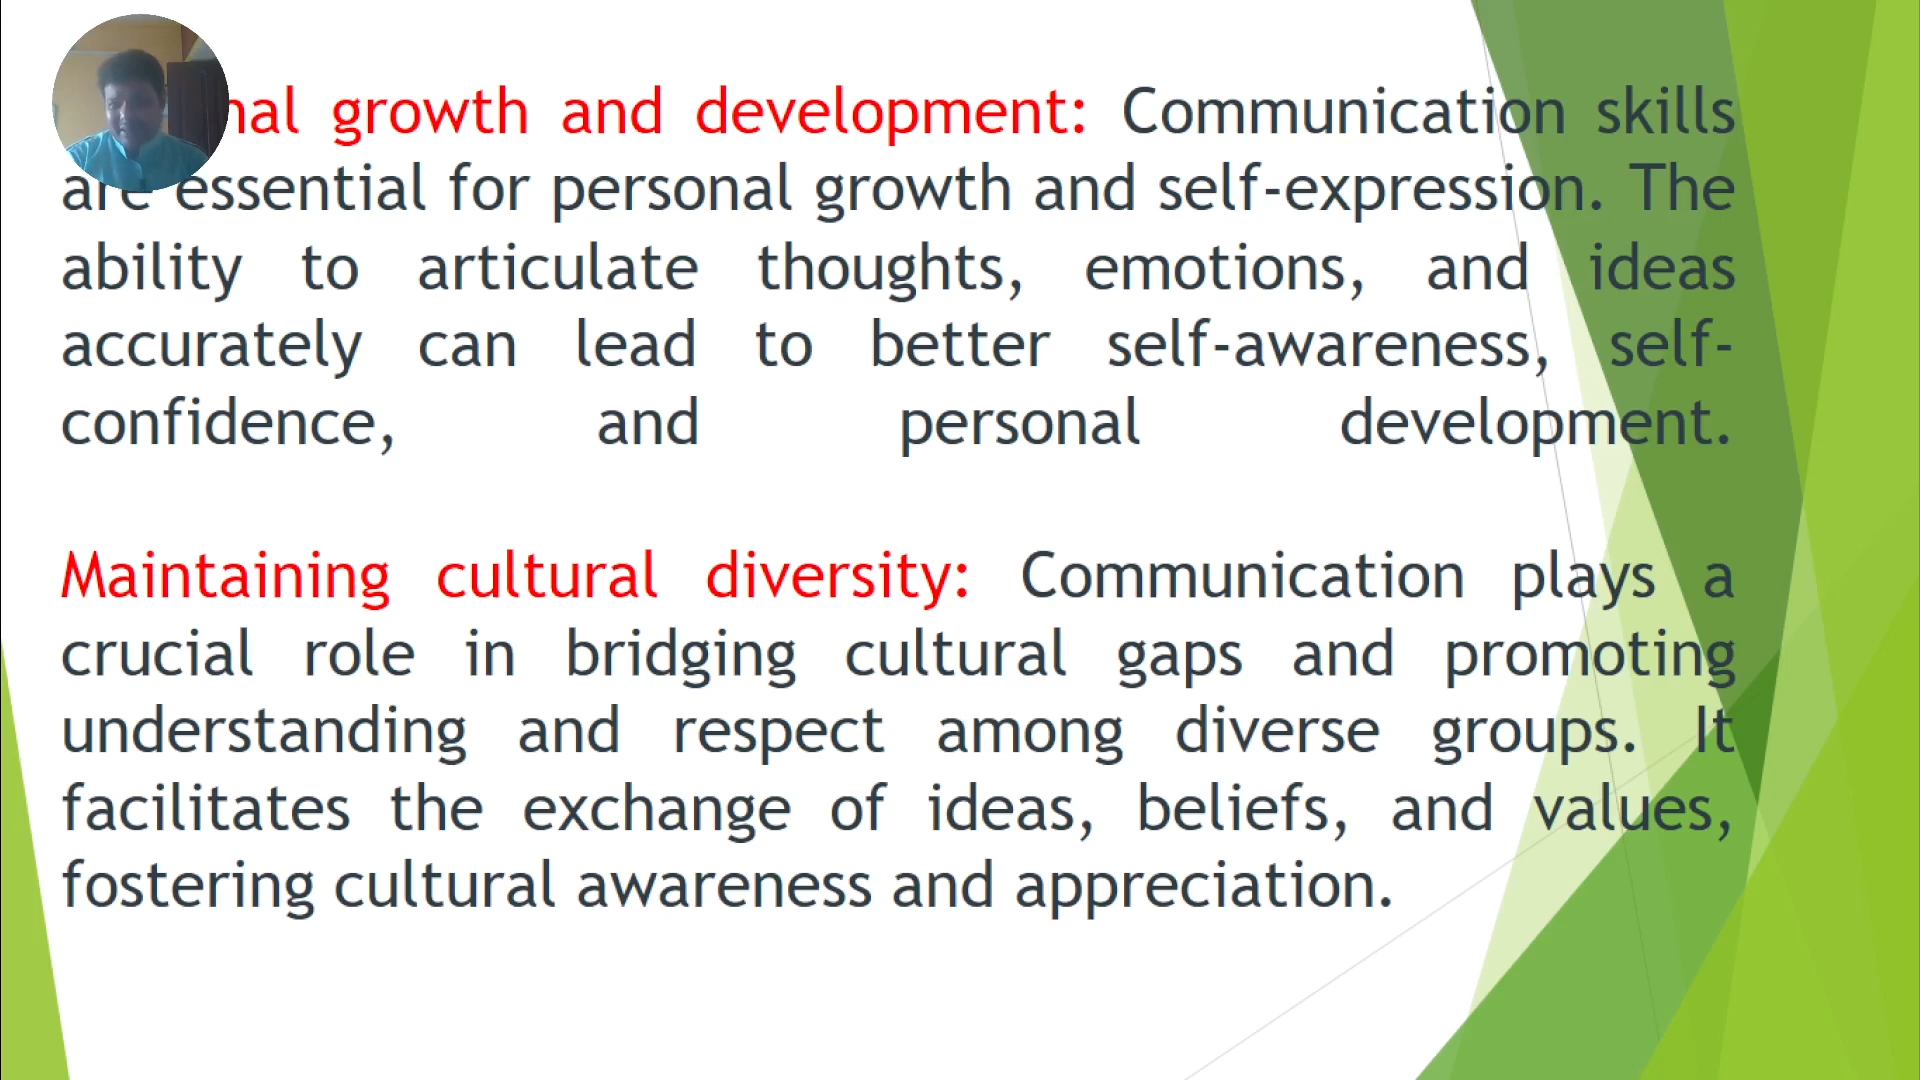 growth and development: Communication skills
are essential for personal growth and self-expression. The
ability to articulate thoughts, emotions, and ideas
accurately can lead to better self-awareness, self-
confidence, and personal development.
Maintaining cultural diversity: Communication plays a
crucial role in bridging cultural gaps and promoting
understanding and respect among diverse groups. It
facilitates the exchange of ideas, beliefs, and values,
fostering cultural awareness and appreciation.